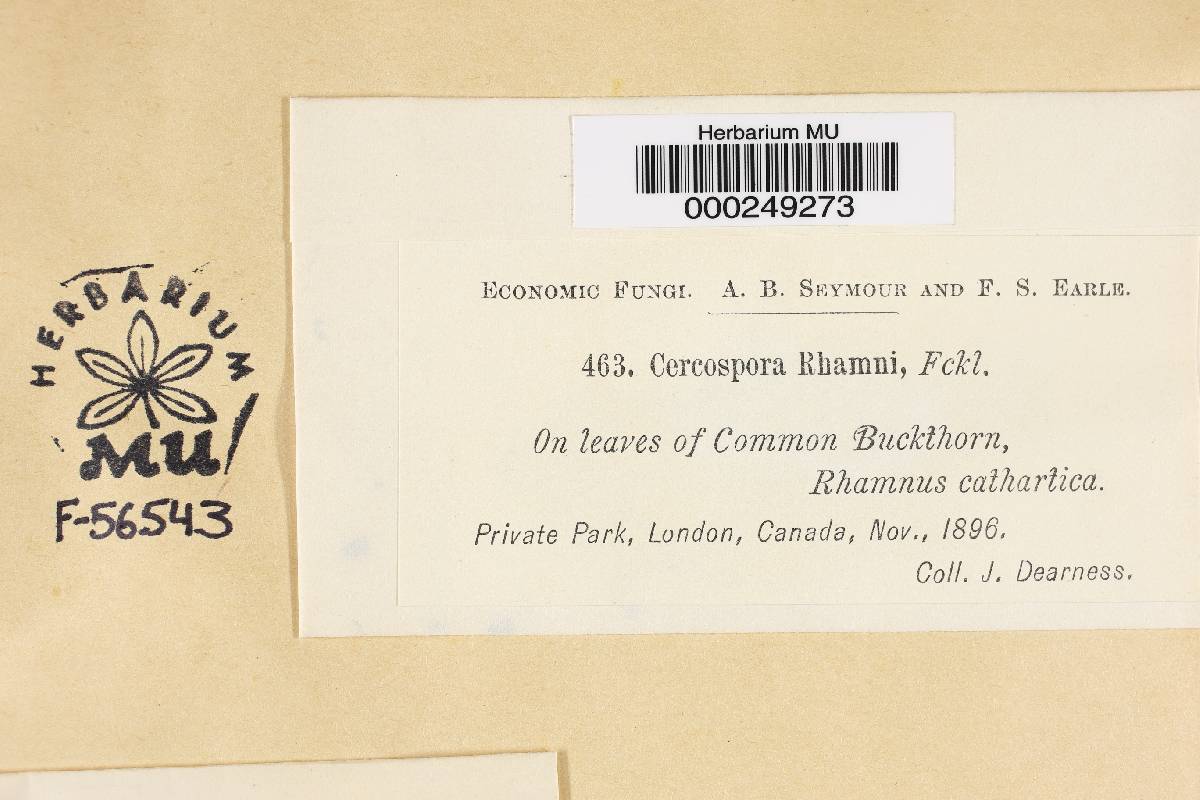 Herbarium MU
000249273
HERBARIUM
MU
F-56543
ECONOMIC FUNGI. A. B. SEYMOUR AND F. S. EARLE.
463. Cercospora Rhamni, Fckl.
On leaves of Common Buckthorn,
Rhamnus cathartica.
Private Park, London, Canada, Nov., 1896.
Coll. J. Dearness.